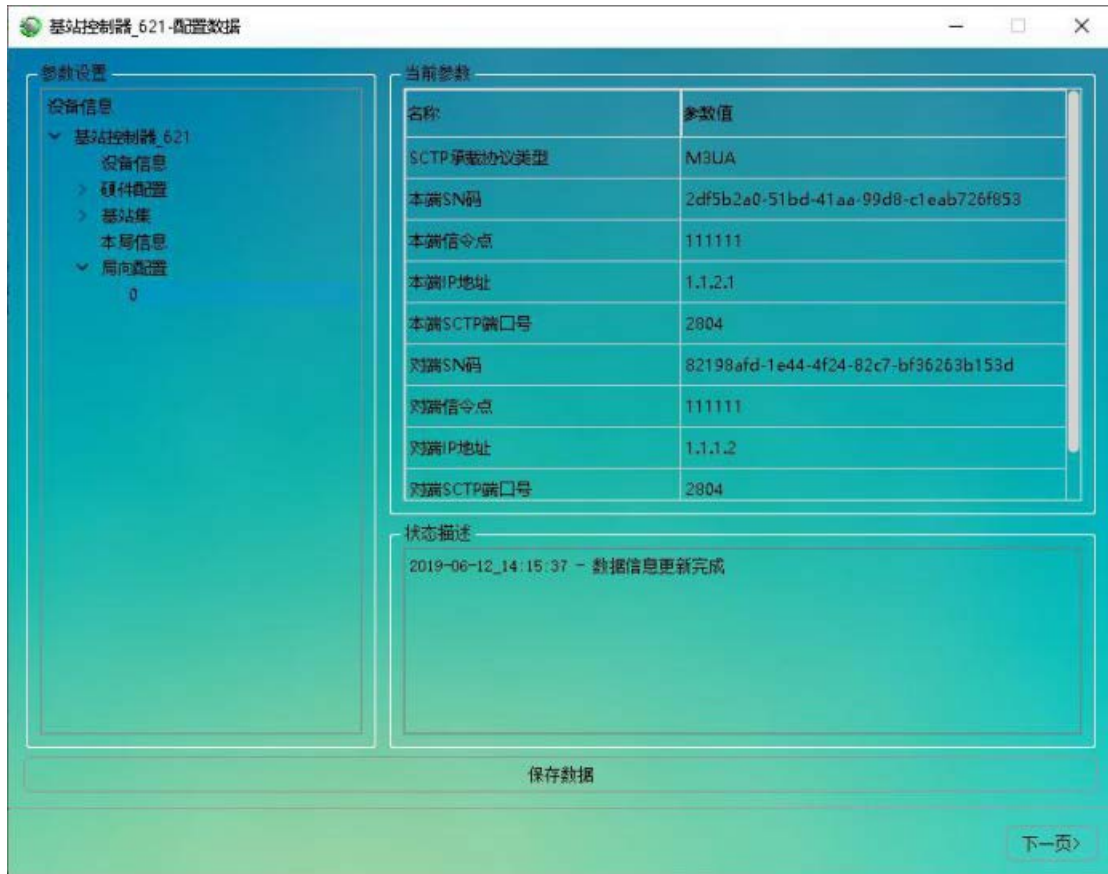 基站控制器_621-配置数据
参数设置
设备信息
基站控制器_621
设备信息
硬件配置
基站集
本局信息
局向配置
0
当前参数
名称 参数值
SCTP承载协议类型 M3UA
本端SN码 2df5b2a0-51bd-41aa-99d8-c1eab726f853
本端信令点 111111
本端IP地址 1.1.2.1
本端SCTP端口号 2804
对端SN码 82198afd-1e44-4f24-82c7-bf36263b153d
对端信令点 111111
对端IP地址 1.1.1.2
对端SCTP端口号 2804
状态描述
2019-06-12_14:15:37 - 数据信息更新完成
保存数据
下一页>